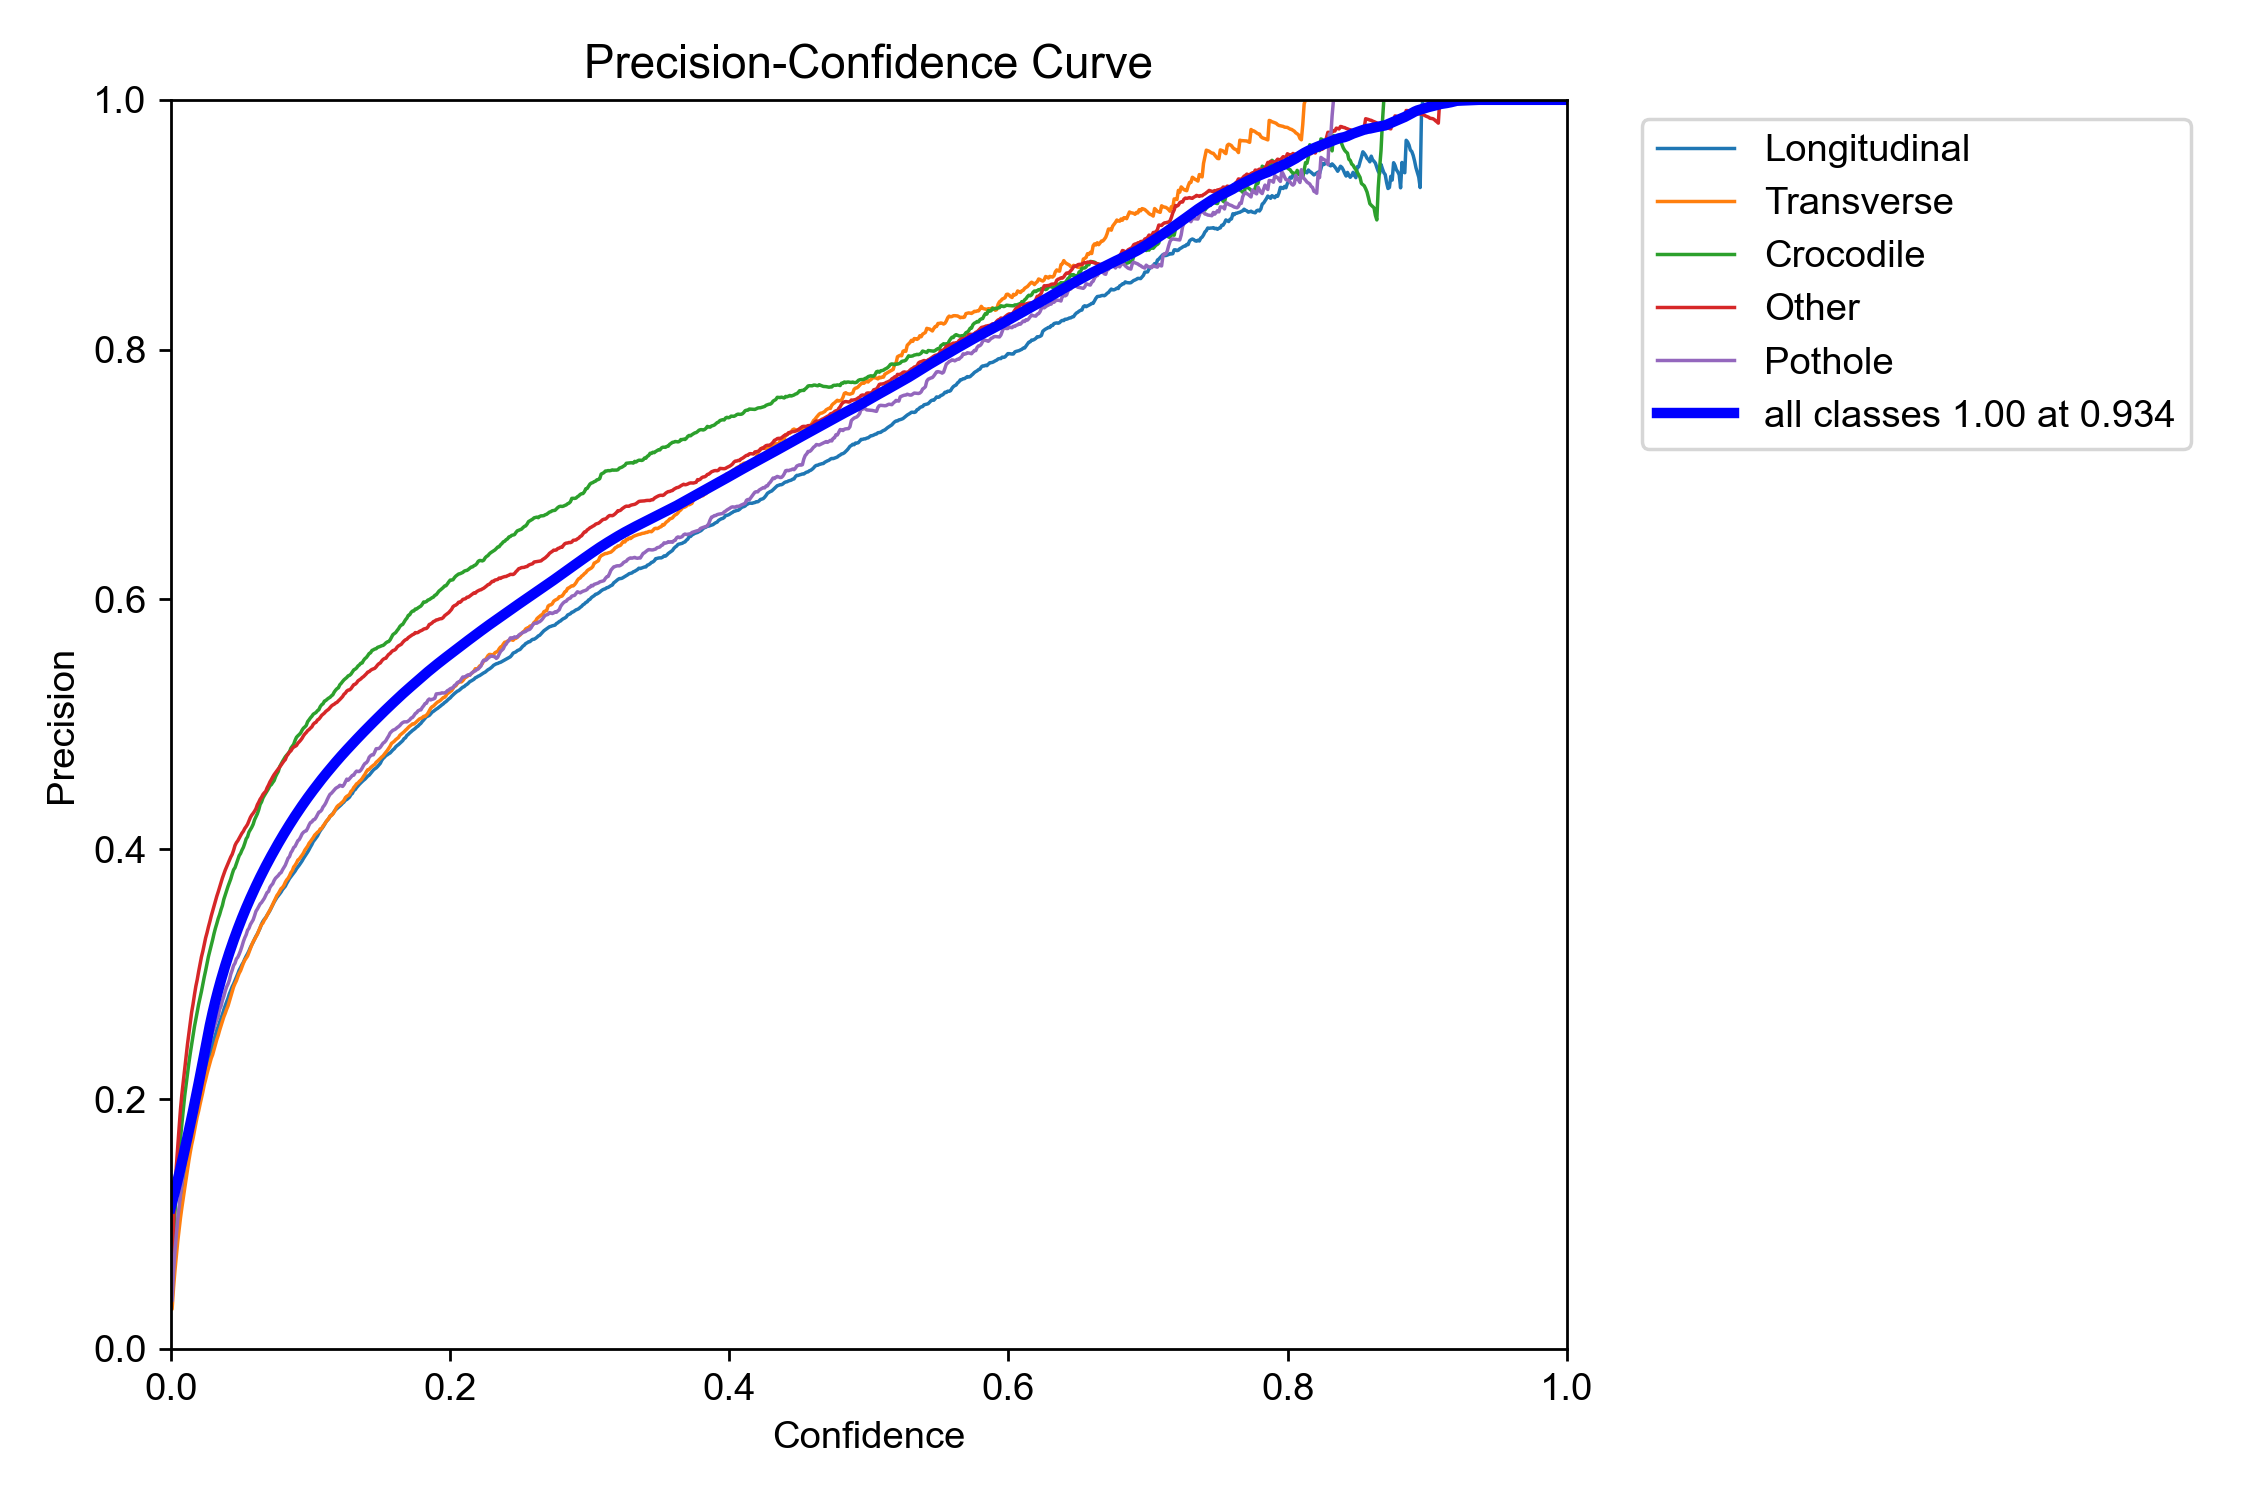 Precision-Confidence Curve
1.0
0.8
0.6
0.4
0.2
0.0
Precision
0.0 0.2 0.4 0.6 0.8 1.0
Confidence
Longitudinal
Transverse
Crocodile
Other
Pothole
all classes 1.00 at 0.934